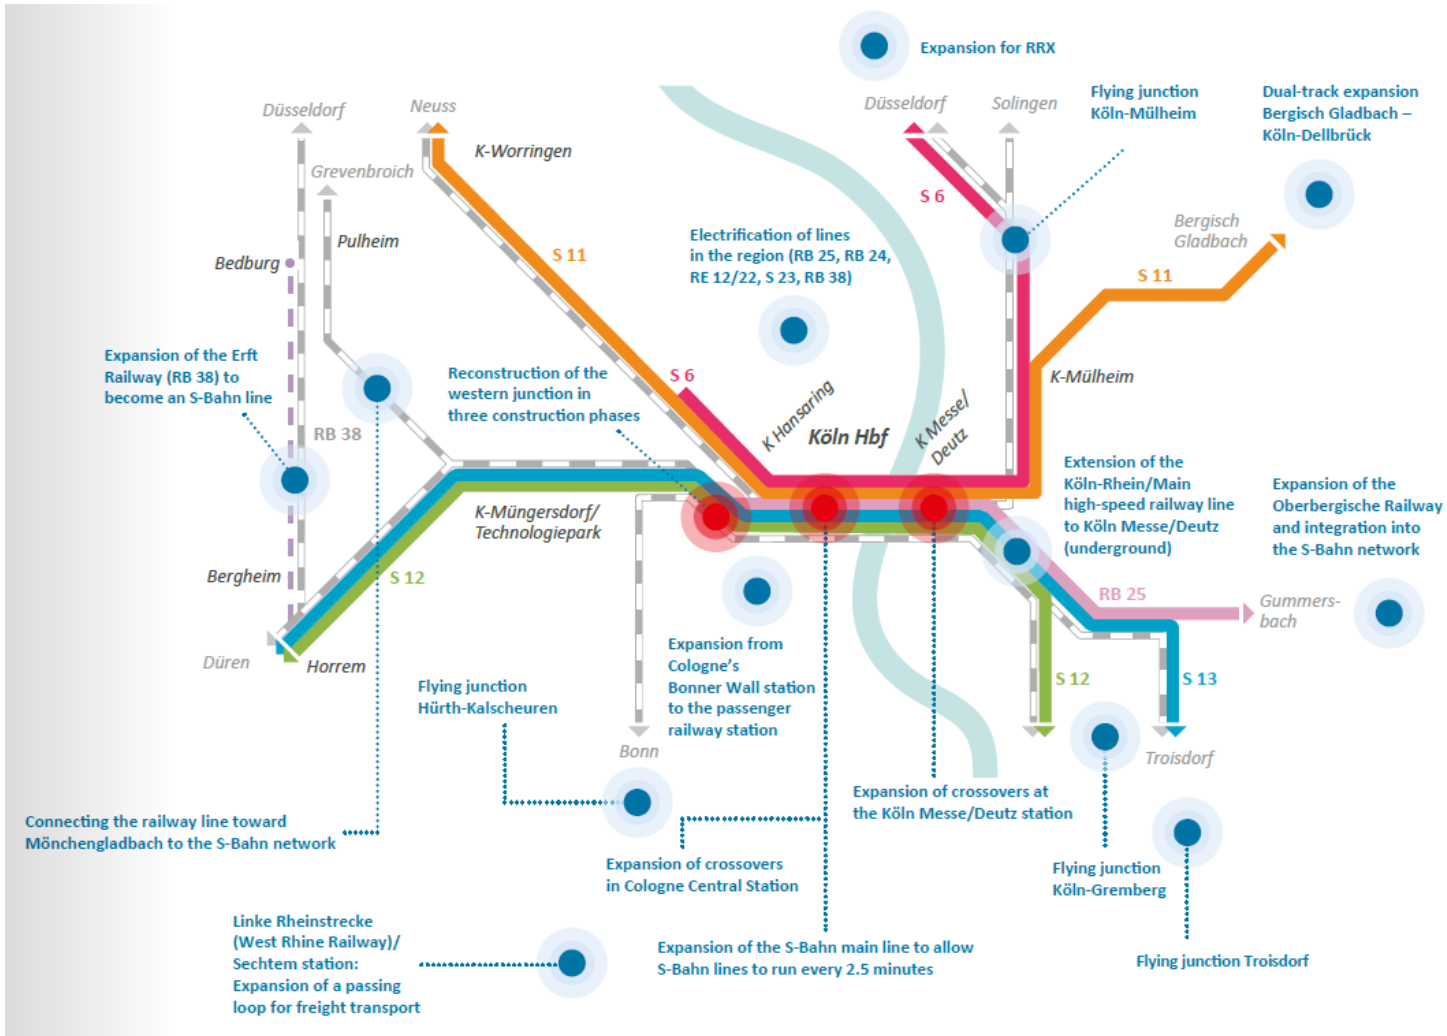 Expansion for RRX
Düsseldorf
Grevenbroich
Neuss
K-Worringen
Pulheim
Bedburg
S 11
Düsseldorf
Solingen
S 6
Flying junction
Köln-Mülheim
Dual-track expansion
Bergisch Gladbach –
Köln-Dellbrück
Bergisch
Gladbach
S 11
Electrification of lines
in the region (RB 25, RB 24,
RE 12/22, S 23, RB 38)
Expansion of the Erft
Railway (RB 38) to
become an S-Bahn line
Reconstruction of the
western junction in
three construction phases
S 6
K Hansaring
Köln Hbf
K Messe/
Deutz
K-Mülheim
RB 38
K-Müngersdorf/
Technologiepark
Extension of the
Köln-Rhein/Main
high-speed railway line
to Köln Messe/Deutz
(underground)
Expansion of the
Oberbergische Railway
and integration into
the S-Bahn network
Bergheim
S 12
RB 25
Gummers-
bach
Düren
Horrem
Flying junction
Hürth-Kalscheuren
Expansion from
Cologne's
Bonner Wall station
to the passenger
railway station
S 12
S 13
Bonn
Troisdorf
Connecting the railway line toward
Mönchengladbach to the S-Bahn network
Expansion of crossovers at
the Köln Messe/Deutz station
Expansion of crossovers
in Cologne Central Station
Flying junction
Köln-Gremberg
Linke Rheinstrecke
(West Rhine Railway)/
Sechtem station:
Expansion of a passing
loop for freight transport
Expansion of the S-Bahn main line to allow
S-Bahn lines to run every 2.5 minutes
Flying junction Troisdorf